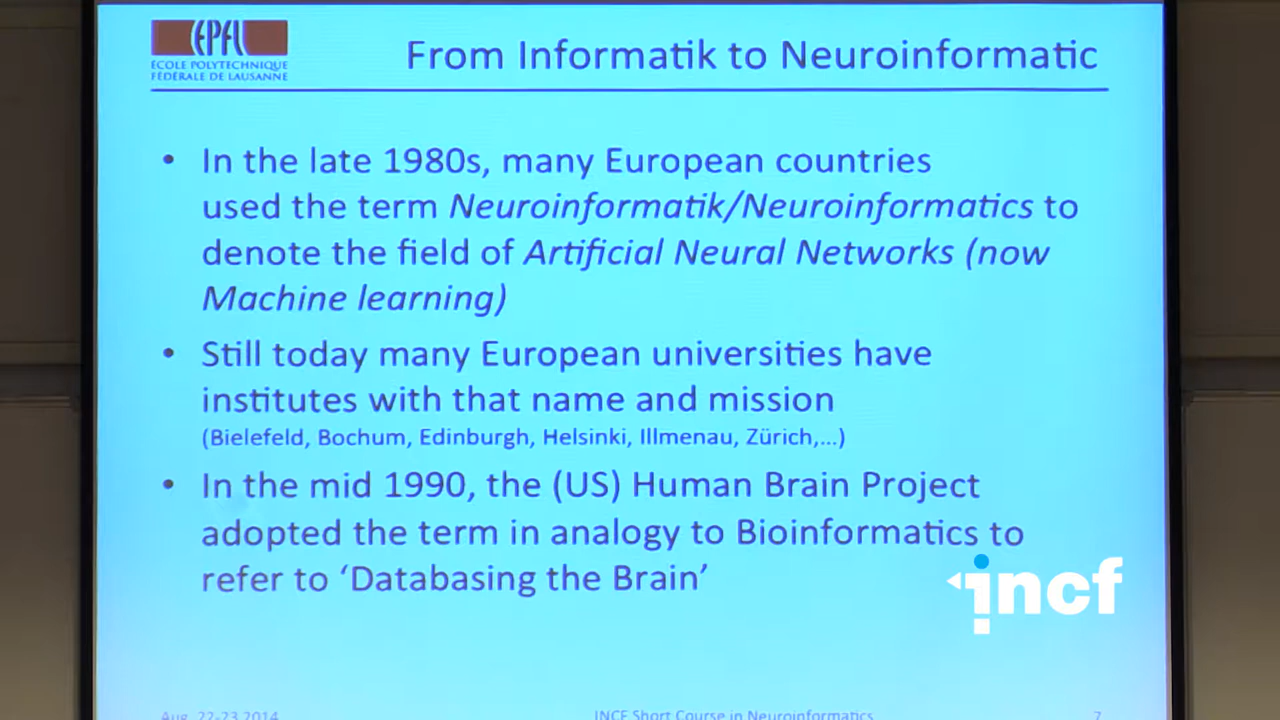 EPFL
ÉCOLE POLYTECHNIQUE
FÉDÉRALE DE LAUSANNE
From Informatik to Neuroinformatic
• In the late 1980s, many European countries
used the term Neuroinformatik/Neuroinformatics to
denote the field of Artificial Neural Networks (now
Machine learning)
• Still today many European universities have
institutes with that name and mission
(Bielefeld, Bochum, Edinburgh, Helsinki, Illmenau, Zürich,...)
• In the mid 1990, the (US) Human Brain Project
adopted the term in analogy to Bioinformatics to
refer to ‘Databasing the Brain’
incf
Aug. 22-23 2014
INCF Short Course in Neuroinformatics
7